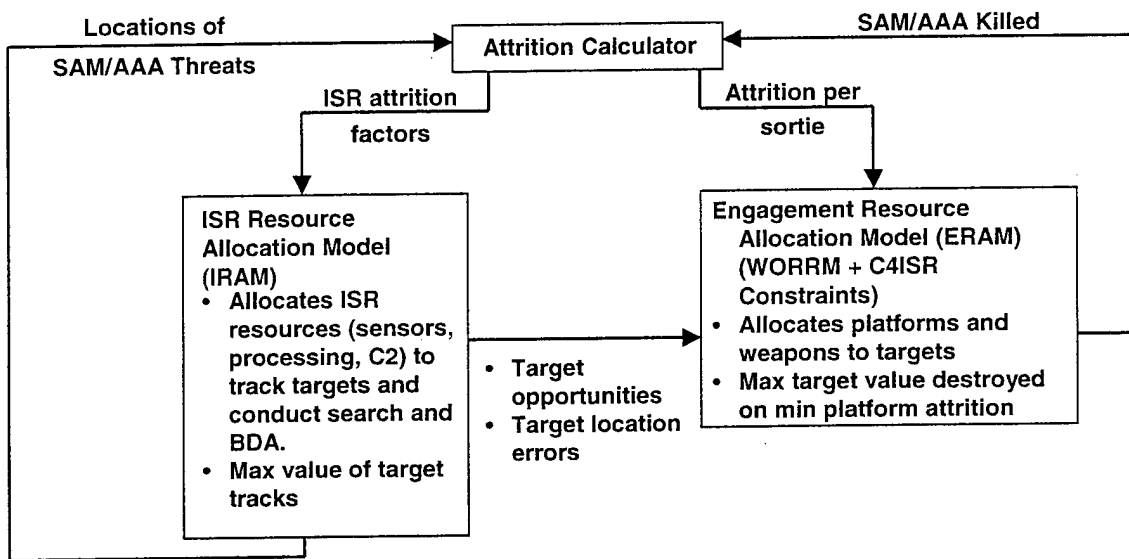 Locations of
SAM/AAA Threats
Attrition Calculator
SAM/AAA Killed
ISR attrition
factors
Attrition per
sortie
ISR Resource
Allocation Model
(IRAM)
• Allocates ISR
resources (sensors,
processing, C2) to
track targets and
conduct search and
BDA.
• Max value of target
tracks
• Target
opportunities
• Target location
errors
Engagement Resource
Allocation Model (ERAM)
(WORRM + C4ISR
Constraints)
• Allocates platforms and
weapons to targets
• Max target value destroyed
on min platform attrition